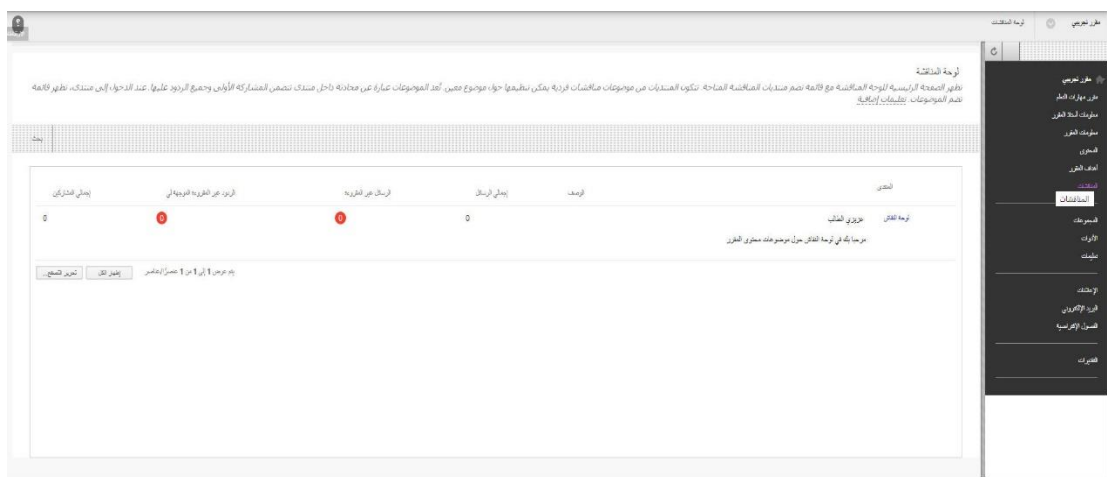 مقرر تجريبي
لوحة المناقشات
لوحة المناقشة
تظهر الصفحة الرئيسية للوحة المناقشة مع قائمة تضم منتديات المناقشة المتاحة. تتكون المنتديات من موضوعات مناقشات فردية يمكن تنظيمها حول موضوع معين. تُعد الموضوعات عبارة عن محادثة داخل منتدى تتضمن المشاركة الأولى وجميع الردود عليها. عند الدخول إلى منتدى، تظهر قائمة
تضم الموضوعات. تعليمات إضافية
بحث
المنتدى الوصف إجمالي الرسائل الرسائل غير المقروءة الردود غير المقروءة الموجهة لي إجمالي المشاركين
لوحة النقاش عزيزي الطالب 0 0 0 0
مرحبا بك في لوحة النقاش حول موضوعات محتوى المقرر
يتم عرض 1 إلى 1 من 1 عنصر/عناصر إظهار الكل تحرير التصفح...
مقرر تجريبي
مقرر مهارات التعلم
معلومات أستاذ المقرر
معلومات المقرر
المحتوى
أهداف المقرر
المناقشات
المناقشات
المجموعات
الأدوات
تعليمات
الإعلانات
البريد الإلكتروني
الفصول الافتراضية
التقديرات